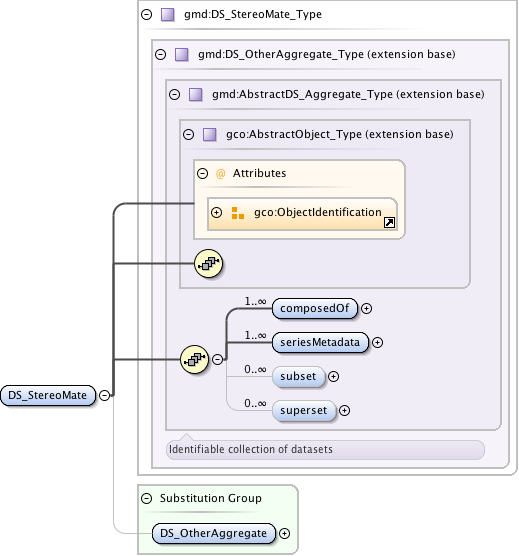 gmd:DS_StereoMate_Type
gmd:DS_OtherAggregate_Type (extension base)
gmd:AbstractDS_Aggregate_Type (extension base)
gco:AbstractObject_Type (extension base)
@ Attributes
gco:ObjectIdentification
1..∞ composedOf
1..∞ seriesMetadata
0..∞ subset
0..∞ superset
DS_StereoMate
Identifiable collection of datasets
Substitution Group
DS_OtherAggregate